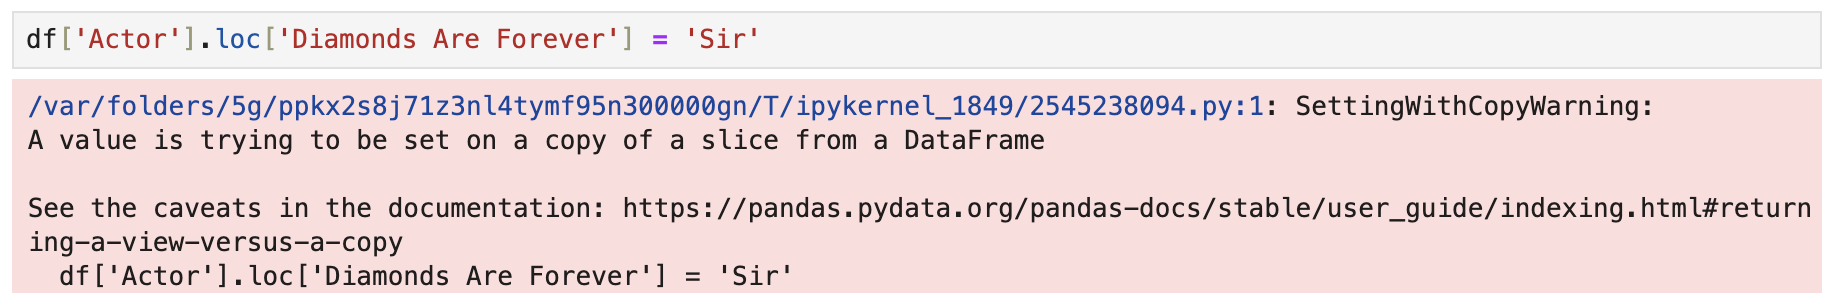 df['Actor'].loc['Diamonds Are Forever'] = 'Sir'
/var/folders/5g/ppkx2s8j71z3nl4tymf95n300000gn/T/ipykernel_1849/2545238094.py:1: SettingWithCopyWarning:
A value is trying to be set on a copy of a slice from a DataFrame
See the caveats in the documentation: https://pandas.pydata.org/pandas-docs/stable/user_guide/indexing.html#return
ing-a-view-versus-a-copy
  df['Actor'].loc['Diamonds Are Forever'] = 'Sir'